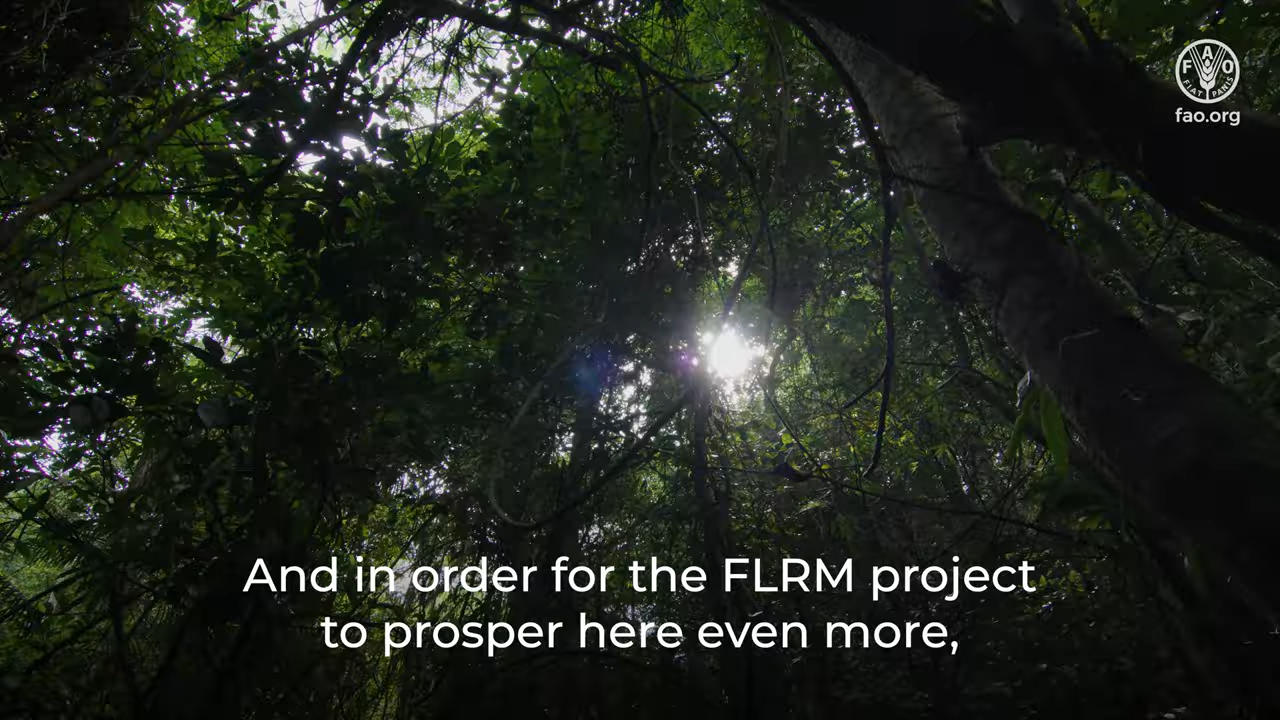 F A O
FIAT PANIS
fao.org
And in order for the FLRM project
to prosper here even more,